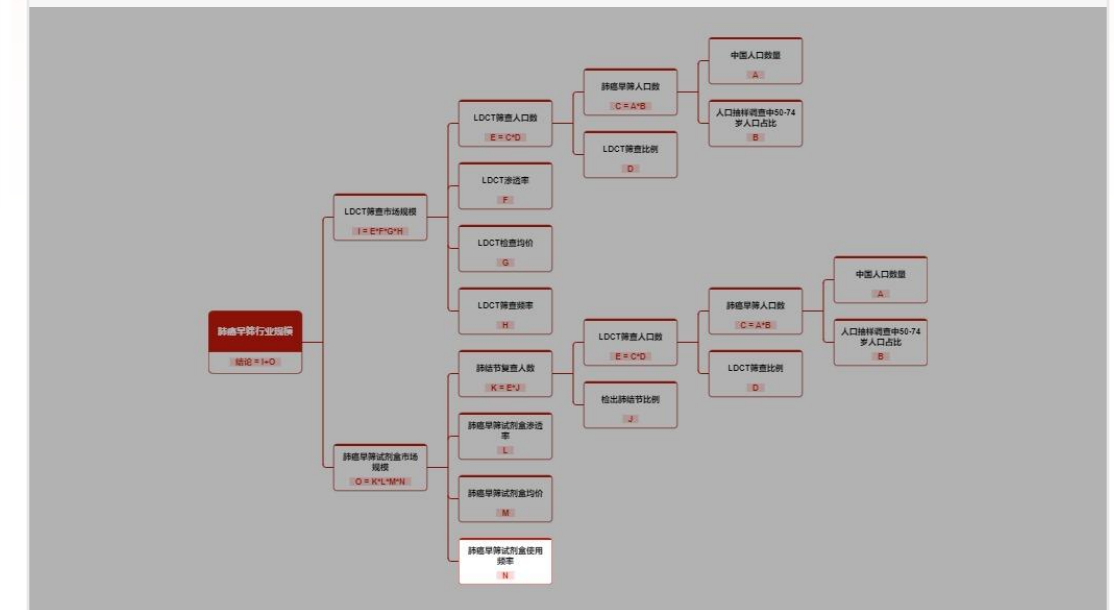 中国人口数量
A
肺癌早筛人口数
C = A*B
人口抽样调查中50-74
岁人口占比
B
LDCT筛查人口数
E = C*D
LDCT筛查比例
D
LDCT渗透率
F
LDCT筛查市场规模
I = E*F*G*H
LDCT检查均价
G
LDCT筛查频率
H
肺癌早筛行业规模
结论 = I+O
中国人口数量
A
肺癌早筛人口数
C = A*B
人口抽样调查中50-74
岁人口占比
B
LDCT筛查人口数
E = C*D
LDCT筛查比例
D
肺结节复查人数
K = E*J
检出肺结节比例
J
肺癌早筛试剂盒渗透
率
L
肺癌早筛试剂盒市场
规模
O = K*L*M*N
肺癌早筛试剂盒均价
M
肺癌早筛试剂盒使用
频率
N